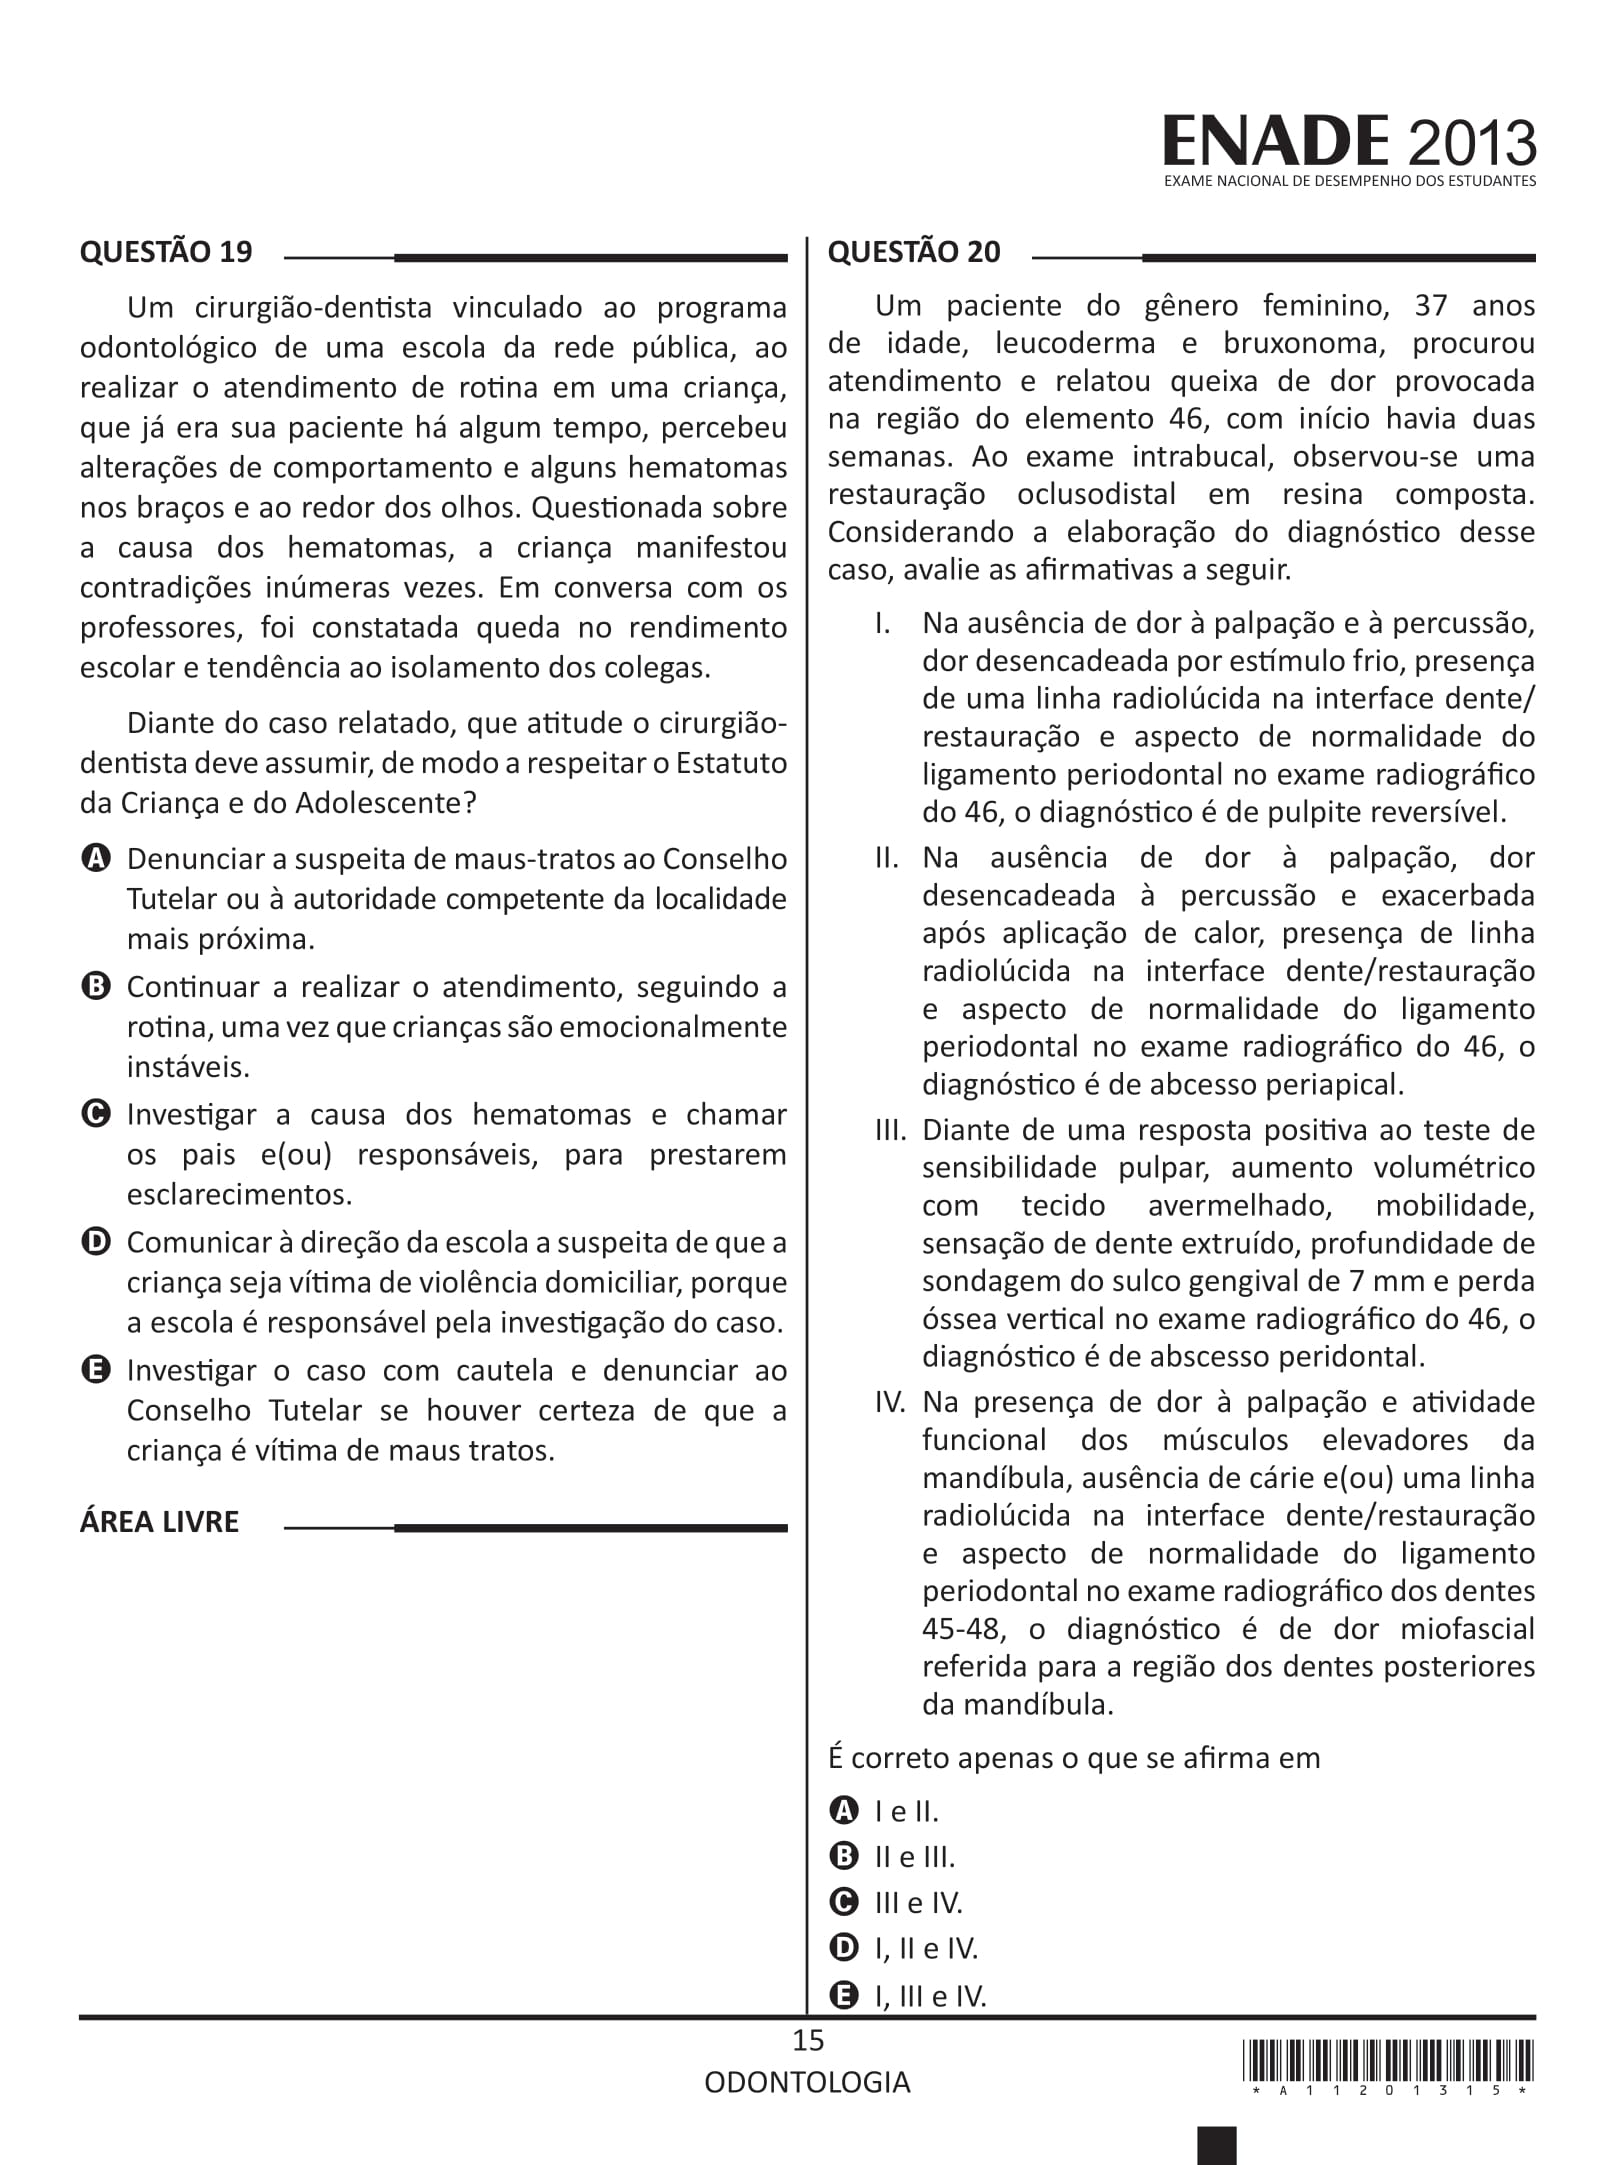 ENADE 2013
EXAME NACIONAL DE DESEMPENHO DOS ESTUDANTES
QUESTÃO 19
Um cirurgião-dentista vinculado ao programa
odontológico de uma escola da rede pública, ao
realizar o atendimento de rotina em uma criança,
que já era sua paciente há algum tempo, percebeu
alterações de comportamento e alguns hematomas
nos braços e ao redor dos olhos. Questionada sobre
a causa dos hematomas, a criança manifestou
contradições inúmeras vezes. Em conversa com os
professores, foi constatada queda no rendimento
escolar e tendência ao isolamento dos colegas.
Diante do caso relatado, que atitude o cirurgião-
dentista deve assumir, de modo a respeitar o Estatuto
da Criança e do Adolescente?
A Denunciar a suspeita de maus-tratos ao Conselho
Tutelar ou à autoridade competente da localidade
mais próxima.
B Continuar a realizar o atendimento, seguindo a
rotina, uma vez que crianças são emocionalmente
instáveis.
C Investigar a causa dos hematomas e chamar
os pais e(ou) responsáveis, para prestarem
esclarecimentos.
D Comunicar à direção da escola a suspeita de que a
criança seja vítima de violência domiciliar, porque
a escola é responsável pela investigação do caso.
E Investigar o caso com cautela e denunciar ao
Conselho Tutelar se houver certeza de que a
criança é vítima de maus tratos.
ÁREA LIVRE
QUESTÃO 20
Um paciente do gênero feminino, 37 anos
de idade, leucoderma e bruxonoma, procurou
atendimento e relatou queixa de dor provocada
na região do elemento 46, com início havia duas
semanas. Ao exame intrabucal, observou-se uma
restauração oclusodistal em resina composta.
Considerando a elaboração do diagnóstico desse
caso, avalie as afirmativas a seguir.
I. Na ausência de dor à palpação e à percussão,
dor desencadeada por estímulo frio, presença
de uma linha radiolúcida na interface dente/
restauração e aspecto de normalidade do
ligamento periodontal no exame radiográfico
do 46, o diagnóstico é de pulpite reversível.
II. Na ausência de dor à palpação, dor
desencadeada à percussão e exacerbada
após aplicação de calor, presença de linha
radiolúcida na interface dente/restauração
e aspecto de normalidade do ligamento
periodontal no exame radiográfico do 46, o
diagnóstico é de abcesso periapical.
III. Diante de uma resposta positiva ao teste de
sensibilidade pulpar, aumento volumétrico
com tecido avermelhado, mobilidade,
sensação de dente extruído, profundidade de
sondagem do sulco gengival de 7 mm e perda
óssea vertical no exame radiográfico do 46, o
diagnóstico é de abscesso peridontal.
IV. Na presença de dor à palpação e atividade
funcional dos músculos elevadores da
mandíbula, ausência de cárie e(ou) uma linha
radiolúcida na interface dente/restauração
e aspecto de normalidade do ligamento
periodontal no exame radiográfico dos dentes
45-48, o diagnóstico é de dor miofascial
referida para a região dos dentes posteriores
da mandíbula.
É correto apenas o que se afirma em
A I e II.
B II e III.
C III e IV.
D I, II e IV.
E I, III e IV.
15
ODONTOLOGIA
* A 1 1 2 0 1 3 1 5 *